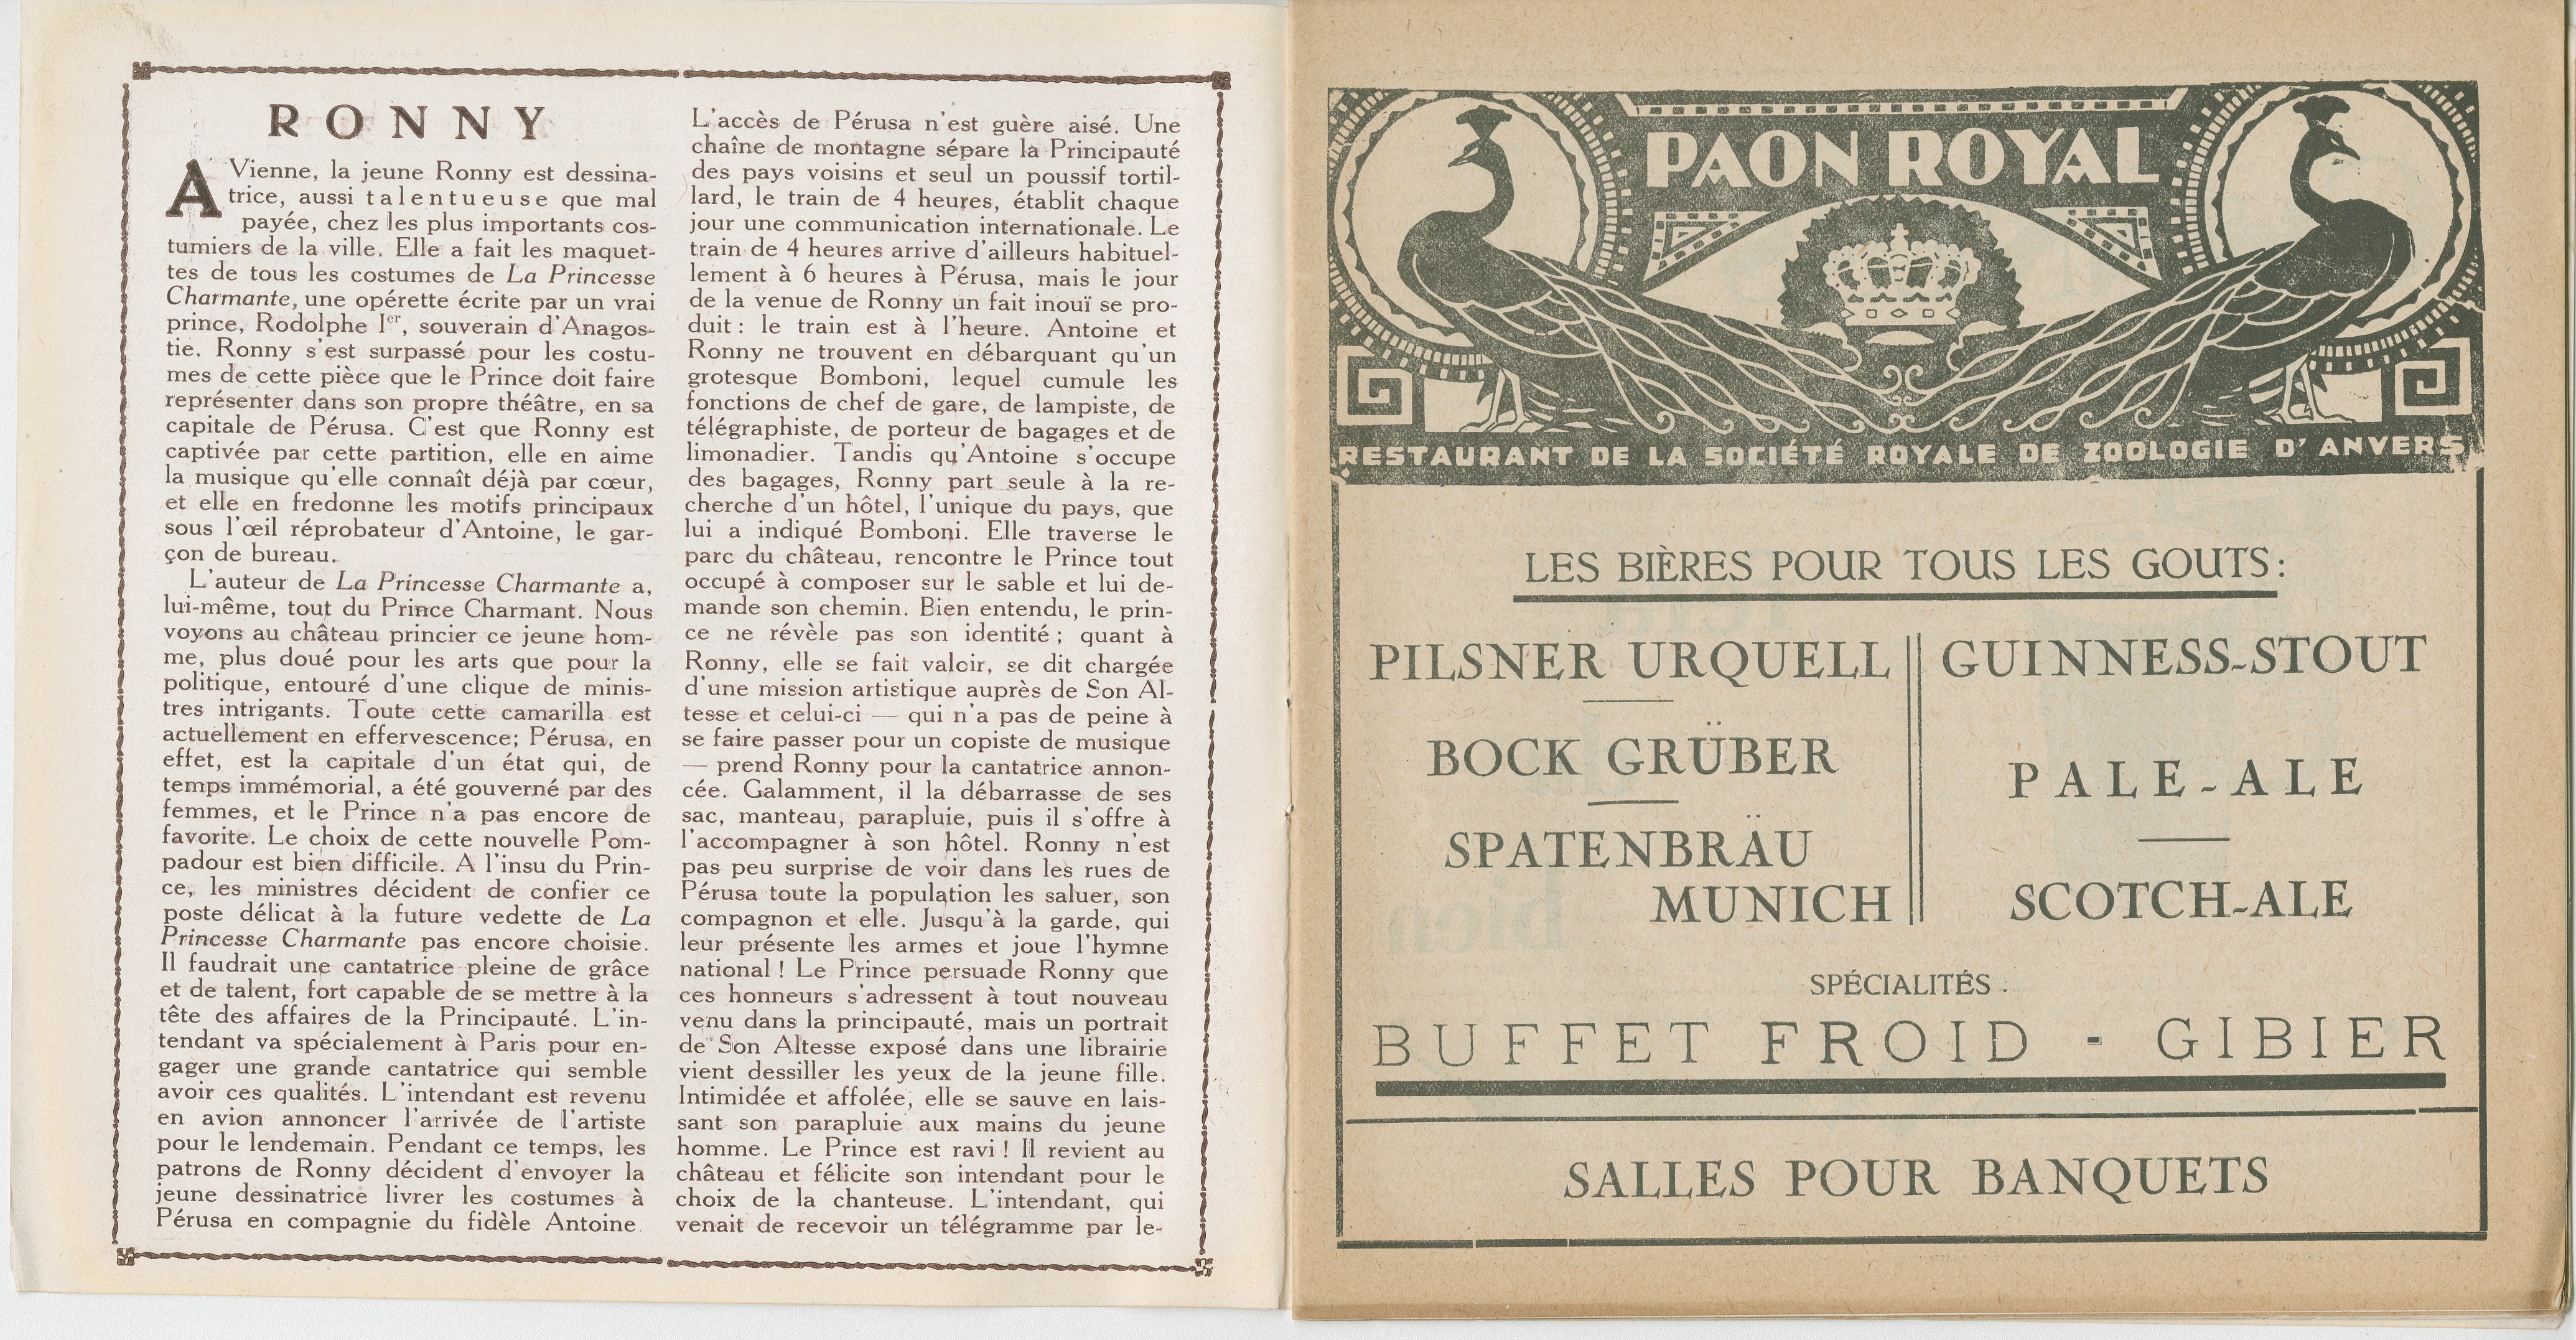 RONNY
A Vienne, la jeune Ronny est dessina-
trice, aussi talentueuse que mal
payée, chez les plus importants cos-
tumiers de la ville. Elle a fait les maquet-
tes de tous les costumes de La Princesse
Charmante, une opérette écrite par un vrai
prince, Rodolphe Ier, souverain d'Anagos-
tie. Ronny s'est surpassé pour les costu-
mes de cette pièce que le Prince doit faire
représenter dans son propre théâtre, en sa
capitale de Pérusa. C'est que Ronny est
captivée par cette partition, elle en aime
la musique qu'elle connaît déjà par cœur,
et elle en fredonne les motifs principaux
sous l'œil réprobateur d'Antoine, le gar-
çon de bureau.
L'auteur de La Princesse Charmante a,
lui-même, tout du Prince Charmant. Nous
voyons au château princier ce jeune hom-
me, plus doué pour les arts que pour la
politique, entouré d'une clique de minis-
tres intrigants. Toute cette camarilla est
actuellement en effervescence; Pérusa, en
effet, est la capitale d'un état qui, de
temps immémorial, a été gouverné par des
femmes, et le Prince n'a pas encore de
favorite. Le choix de cette nouvelle Pom-
padour est bien difficile. A l'insu du Prin-
ce, les ministres décident de confier ce
poste délicat à la future vedette de La
Princesse Charmante pas encore choisie.
Il faudrait une cantatrice pleine de grâce
et de talent, fort capable de se mettre à la
tête des affaires de la Principauté. L'in-
tendant va spécialement à Paris pour en-
gager une grande cantatrice qui semble
avoir ces qualités. L'intendant est revenu
en avion annoncer l'arrivée de l'artiste
pour le lendemain. Pendant ce temps, les
patrons de Ronny décident d'envoyer la
jeune dessinatrice livrer les costumes à
Pérusa en compagnie du fidèle Antoine.
L'accès de Pérusa n'est guère aisé. Une
chaîne de montagne sépare la Principauté
des pays voisins et seul un poussif tortil-
lard, le train de 4 heures, établit chaque
jour une communication internationale. Le
train de 4 heures arrive d'ailleurs habituel-
lement à 6 heures à Pérusa, mais le jour
de la venue de Ronny un fait inouï se pro-
duit : le train est à l'heure. Antoine et
Ronny ne trouvent en débarquant qu'un
grotesque Bomboni, lequel cumule les
fonctions de chef de gare, de lampiste, de
télégraphiste, de porteur de bagages et de
limonadier. Tandis qu'Antoine s'occupe
des bagages, Ronny part seule à la re-
cherche d'un hôtel, l'unique du pays, que
lui a indiqué Bomboni. Elle traverse le
parc du château, rencontre le Prince tout
occupé à composer sur le sable et lui de-
mande son chemin. Bien entendu, le prin-
ce ne révèle pas son identité ; quant à
Ronny, elle se fait valoir, se dit chargée
d'une mission artistique auprès de Son Al-
tesse et celui-ci — qui n'a pas de peine à
se faire passer pour un copiste de musique
— prend Ronny pour la cantatrice annon-
cée. Galamment, il la débarrasse de ses
sac, manteau, parapluie, puis il s'offre à
l'accompagner à son hôtel. Ronny n'est
pas peu surprise de voir dans les rues de
Pérusa toute la population les saluer, son
compagnon et elle. Jusqu'à la garde, qui
leur présente les armes et joue l'hymne
national ! Le Prince persuade Ronny que
ces honneurs s'adressent à tout nouveau
venu dans la principauté, mais un portrait
de Son Altesse exposé dans une librairie
vient dessiller les yeux de la jeune fille.
Intimidée et affolée, elle se sauve en lais-
sant son parapluie aux mains du jeune
homme. Le Prince est ravi ! Il revient au
château et félicite son intendant pour le
choix de la chanteuse. L'intendant, qui
venait de recevoir un télégramme par le-
PAON ROYAL
RESTAURANT DE LA SOCIÉTÉ ROYALE DE ZOOLOGIE D'ANVERS
LES BIÈRES POUR TOUS LES GOUTS :
PILSNER URQUELL
BOCK GRÜBER
SPATENBRÄU
MUNICH
GUINNESS-STOUT
PALE-ALE
SCOTCH-ALE
SPÉCIALITÉS :
BUFFET FROID - GIBIER
SALLES POUR BANQUETS